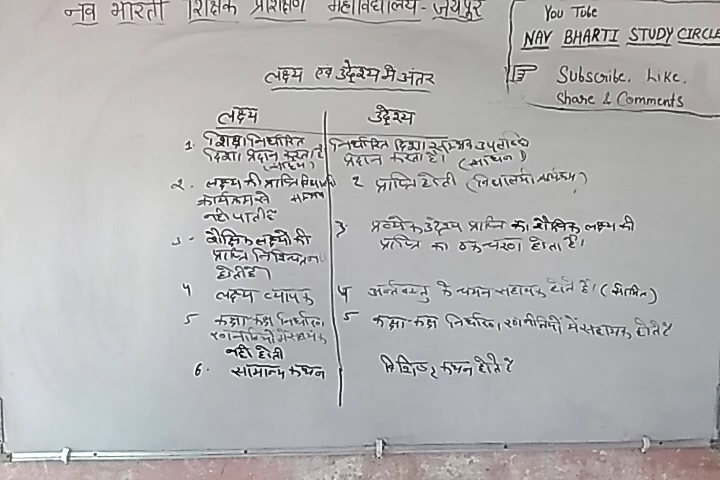 नव भारती शिक्षक प्रशिक्षण महाविद्यालय-जयपुर
You Tube
NAV BHARTI STUDY CIRCLE
Subscribe, Like,
Share & Comments
लक्ष्य एवं उद्देश्य में अंतर
लक्ष्य
1. शिक्षा निर्धारित
दिशा प्रदान करता है
(साहित्य)
2. लक्ष्य की प्राप्ति विद्यालयी
कार्यक्रम से सम्भव
नहीं पाती है
3. शैक्षिक लक्ष्यों की
प्राप्ति निश्चित न
होती है।
4 लक्ष्य व्यापक
5 कक्षा-कक्ष निर्धारण
रणनीतियों में सहायक
नहीं होती
6. सामान्य कथन
उद्देश्य
निर्धारित दिशा उपलब्धि
प्रदान करता है। (साधन)
2 प्राप्ति होती (विद्यालयी कार्यक्रम)
3 प्रत्येक उद्देश्य प्राप्ति का शैक्षिक लक्ष्य की
प्राप्ति का एक चरण होता है।
4 अन्तर्वस्तु के चयन सहायक होते हैं। (सीमित)
5 कक्षा-कक्ष निर्धारण रणनीतियों में सहायक होते है
विशिष्ट कथन होते है